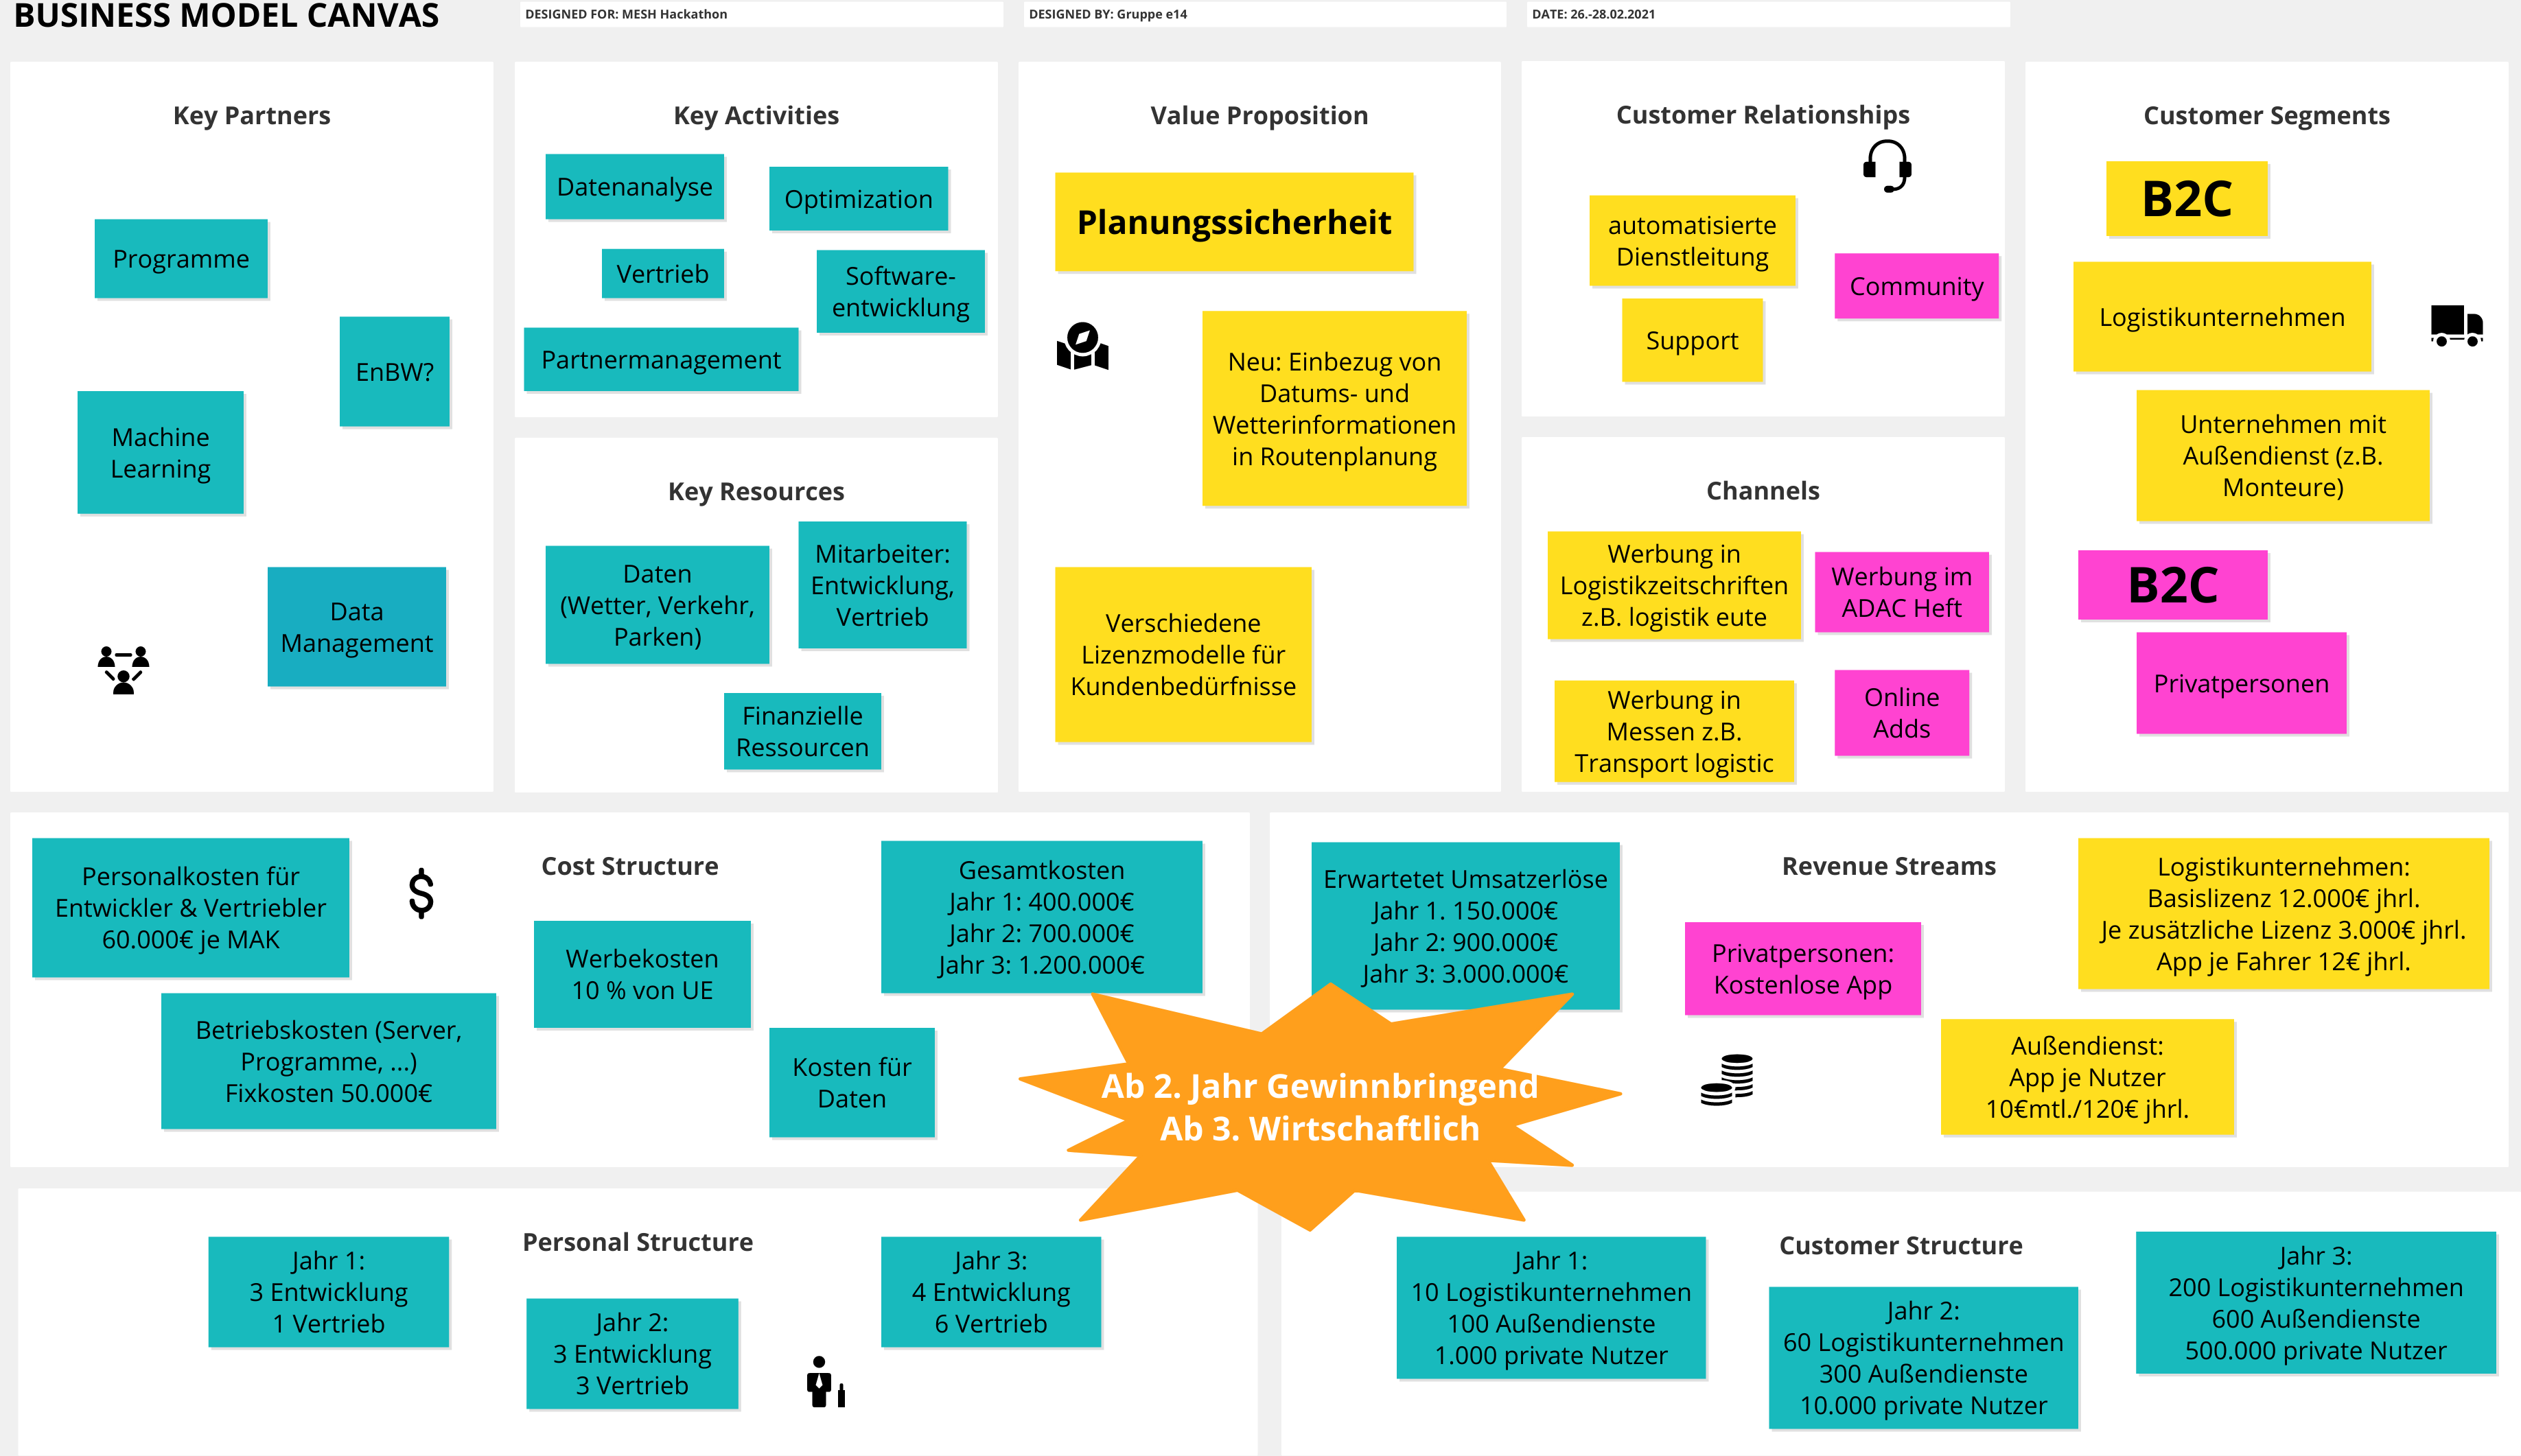 BUSINESS MODEL CANVAS
DESIGNED FOR: MESH Hackathon
DESIGNED BY: Gruppe e14
DATE: 26.-28.02.2021
Key Partners
Programme
EnBW?
Machine
Learning
Data
Management
Key Activities
Datenanalyse
Optimization
Vertrieb
Software-
entwicklung
Partnermanagement
Key Resources
Daten
(Wetter, Verkehr,
Parken)
Mitarbeiter:
Entwicklung,
Vertrieb
Finanzielle
Ressourcen
Value Proposition
Planungssicherheit
Neu: Einbezug von
Datums- und
Wetterinformationen
in Routenplanung
Verschiedene
Lizenzmodelle für
Kundenbedürfnisse
Customer Relationships
automatisierte
Dienstleitung
Community
Support
Channels
Werbung in
Logistikzeitschriften
z.B. logistik eute
Werbung im
ADAC Heft
Werbung in
Messen z.B.
Transport logistic
Online
Adds
Customer Segments
B2C
Logistikunternehmen
Unternehmen mit
Außendienst (z.B.
Monteure)
B2C
Privatpersonen
Cost Structure
Personalkosten für
Entwickler & Vertriebler
60.000€ je MAK
Betriebskosten (Server,
Programme, ...)
Fixkosten 50.000€
Werbekosten
10 % von UE
Kosten für
Daten
Gesamtkosten
Jahr 1: 400.000€
Jahr 2: 700.000€
Jahr 3: 1.200.000€
Revenue Streams
Erwartetet Umsatzerlöse
Jahr 1. 150.000€
Jahr 2: 900.000€
Jahr 3: 3.000.000€
Privatpersonen:
Kostenlose App
Logistikunternehmen:
Basislizenz 12.000€ jhrl.
Je zusätzliche Lizenz 3.000€ jhrl.
App je Fahrer 12€ jhrl.
Außendienst:
App je Nutzer
10€mtl./120€ jhrl.
Ab 2. Jahr Gewinnbringend
Ab 3. Wirtschaftlich
Personal Structure
Jahr 1:
3 Entwicklung
1 Vertrieb
Jahr 2:
3 Entwicklung
3 Vertrieb
Jahr 3:
4 Entwicklung
6 Vertrieb
Customer Structure
Jahr 1:
10 Logistikunternehmen
100 Außendienste
1.000 private Nutzer
Jahr 2:
60 Logistikunternehmen
300 Außendienste
10.000 private Nutzer
Jahr 3:
200 Logistikunternehmen
600 Außendienste
500.000 private Nutzer